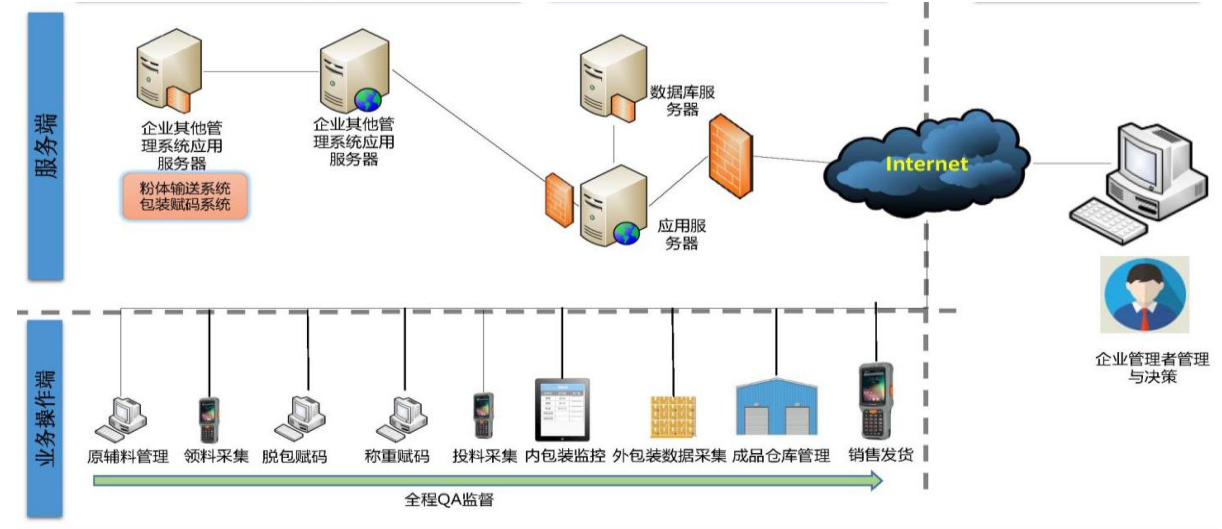 服务端
企业其他管
理系统应用
服务器
粉体输送系统
包装赋码系统
企业其他管
理系统应用
服务器
数据库服
务器
应用服
务器
Internet
企业管理者管理
与决策
业务操作端
原辅料管理
领料采集
脱包赋码
称重赋码
投料采集
内包装监控
外包装数据采集
成品仓库管理
销售发货
全程QA监督